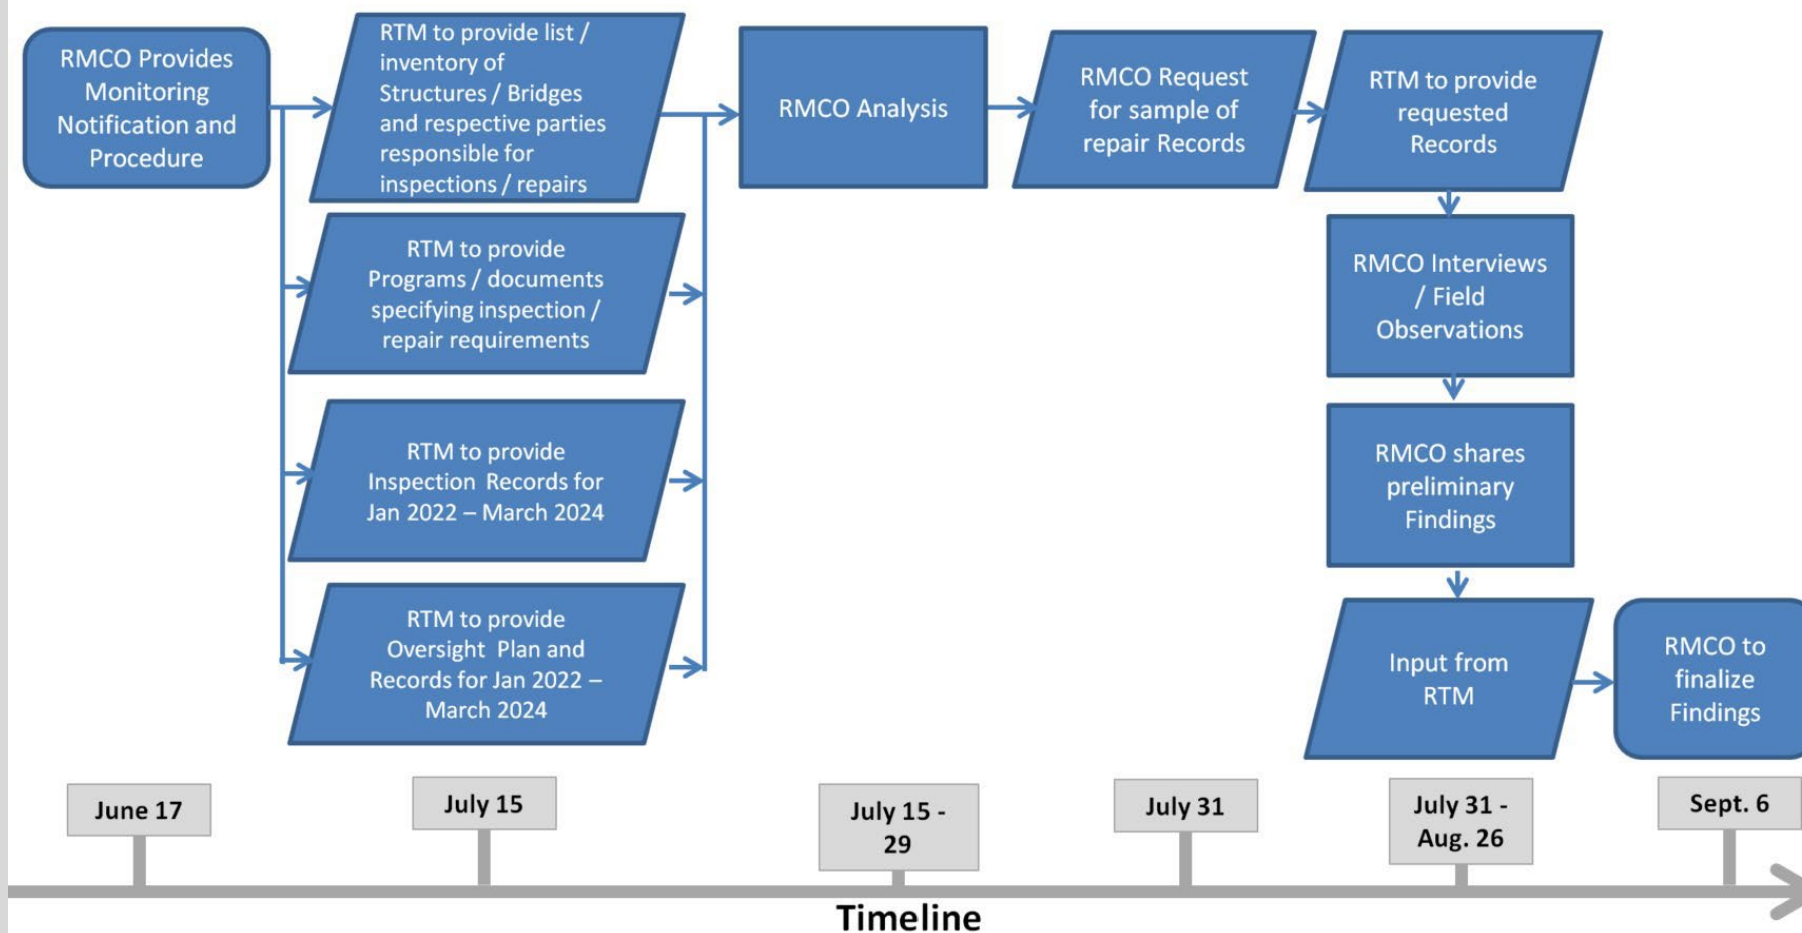 RMCO Provides
Monitoring
Notification and
Procedure
RTM to provide list /
inventory of
Structures / Bridges
and respective parties
responsible for
inspections / repairs
RTM to provide
Programs / documents
specifying inspection /
repair requirements
RTM to provide
Inspection Records for
Jan 2022 – March 2024
RTM to provide
Oversight Plan and
Records for Jan 2022 –
March 2024
RMCO Analysis
RMCO Request
for sample of
repair Records
RTM to provide
requested
Records
RMCO Interviews
/ Field
Observations
RMCO shares
preliminary
Findings
Input from
RTM
RMCO to
finalize
Findings
June 17
July 15
July 15 -
29
July 31
July 31 -
Aug. 26
Sept. 6
Timeline